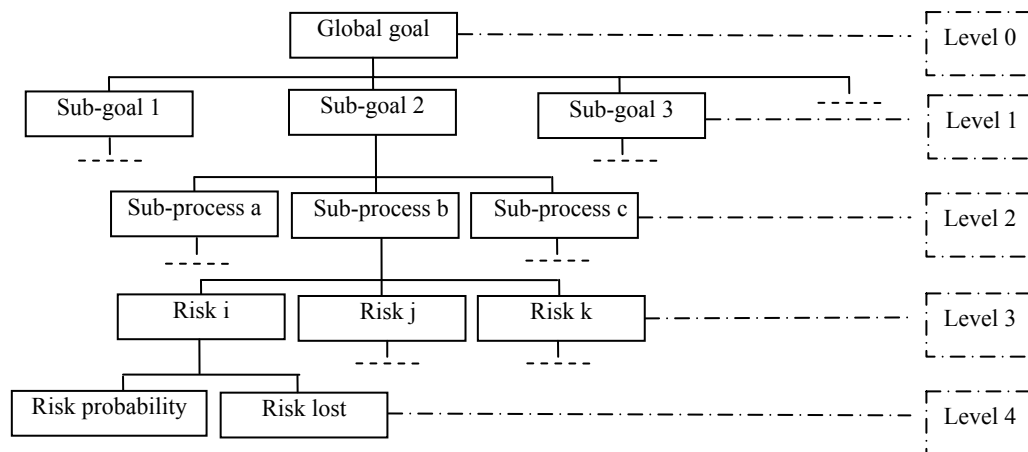 Global goal
Level 0
Sub-goal 1
Sub-goal 2
Sub-goal 3
Level 1
Sub-process a
Sub-process b
Sub-process c
Level 2
Risk i
Risk j
Risk k
Level 3
Risk probability
Risk lost
Level 4